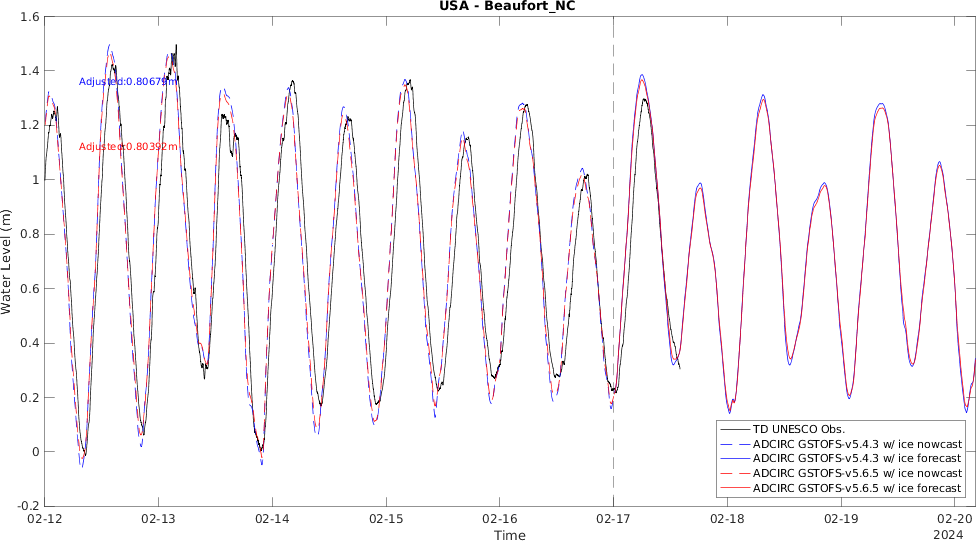 USA - Beaufort_NC
1.6
1.4
1.2
1
0.8
0.6
0.4
0.2
0
-0.2
Water Level (m)
Adjusted:0.80679m
Adjusted:0.80392m
TD UNESCO Obs.
ADCIRC GSTOFS-v5.4.3 w/ ice nowcast
ADCIRC GSTOFS-v5.4.3 w/ ice forecast
ADCIRC GSTOFS-v5.6.5 w/ ice nowcast
ADCIRC GSTOFS-v5.6.5 w/ ice forecast
02-12 02-13 02-14 02-15 02-16 02-17 02-18 02-19 02-20
Time 2024